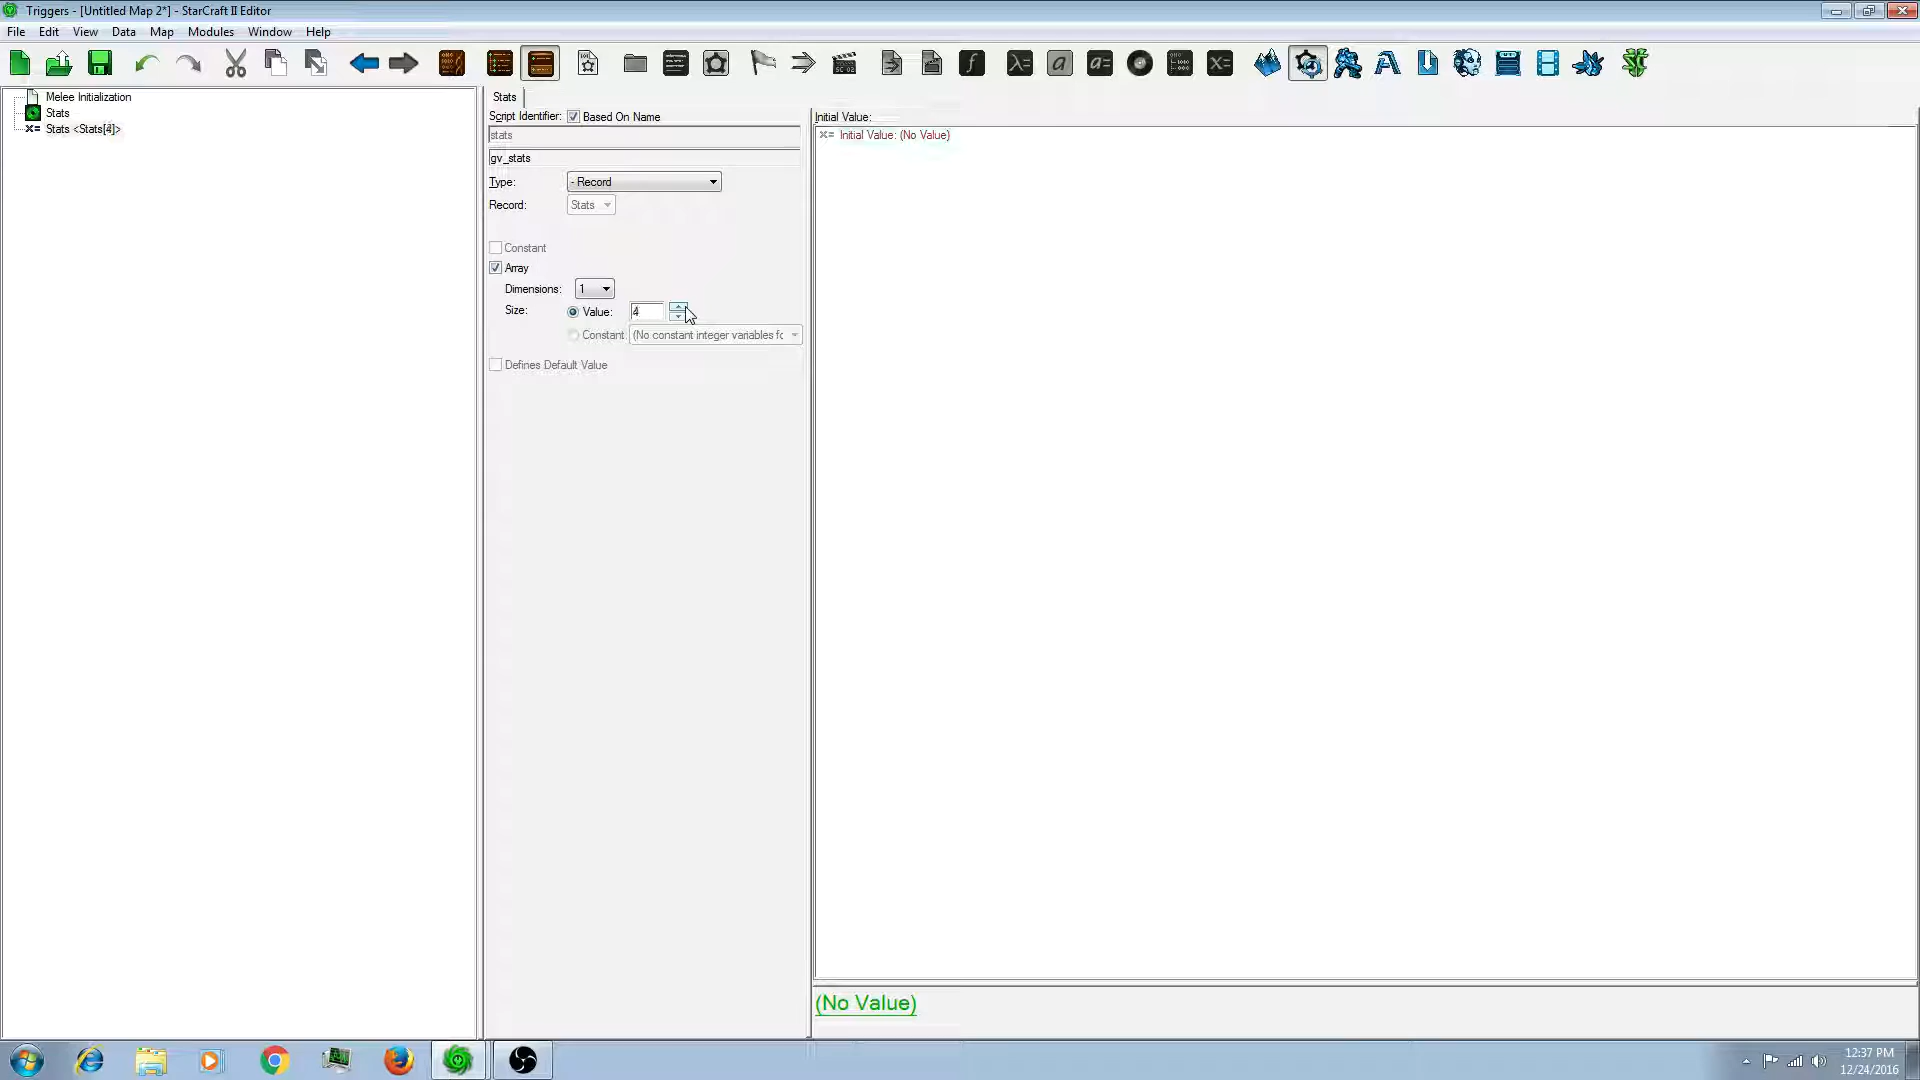 Triggers - [Untitled Map 2*] - StarCraft II Editor
File Edit View Data Map Modules Window Help
Melee Initialization
Stats
Stats <Stats[4]>
Stats
Script Identifier: Based On Name
stats
gv_stats
Type: - Record
Record: Stats
Constant
Array
Dimensions: 1
Size: Value: 4
Constant: (No constant integer variables fc
Defines Default Value
Initial Value:
Initial Value: (No Value)
(No Value)
12:37 PM
12/24/2016